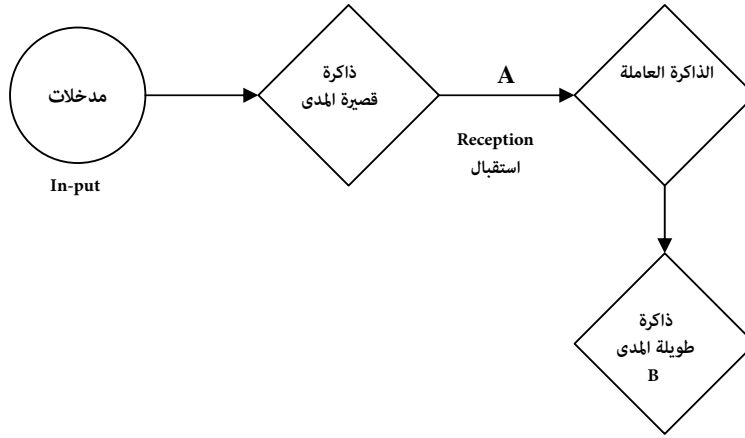 مدخلات
In-put
ذاكرة
قصيرة المدى
A
Reception
استقبال
الذاكرة العاملة
ذاكرة
طويلة المدى
B